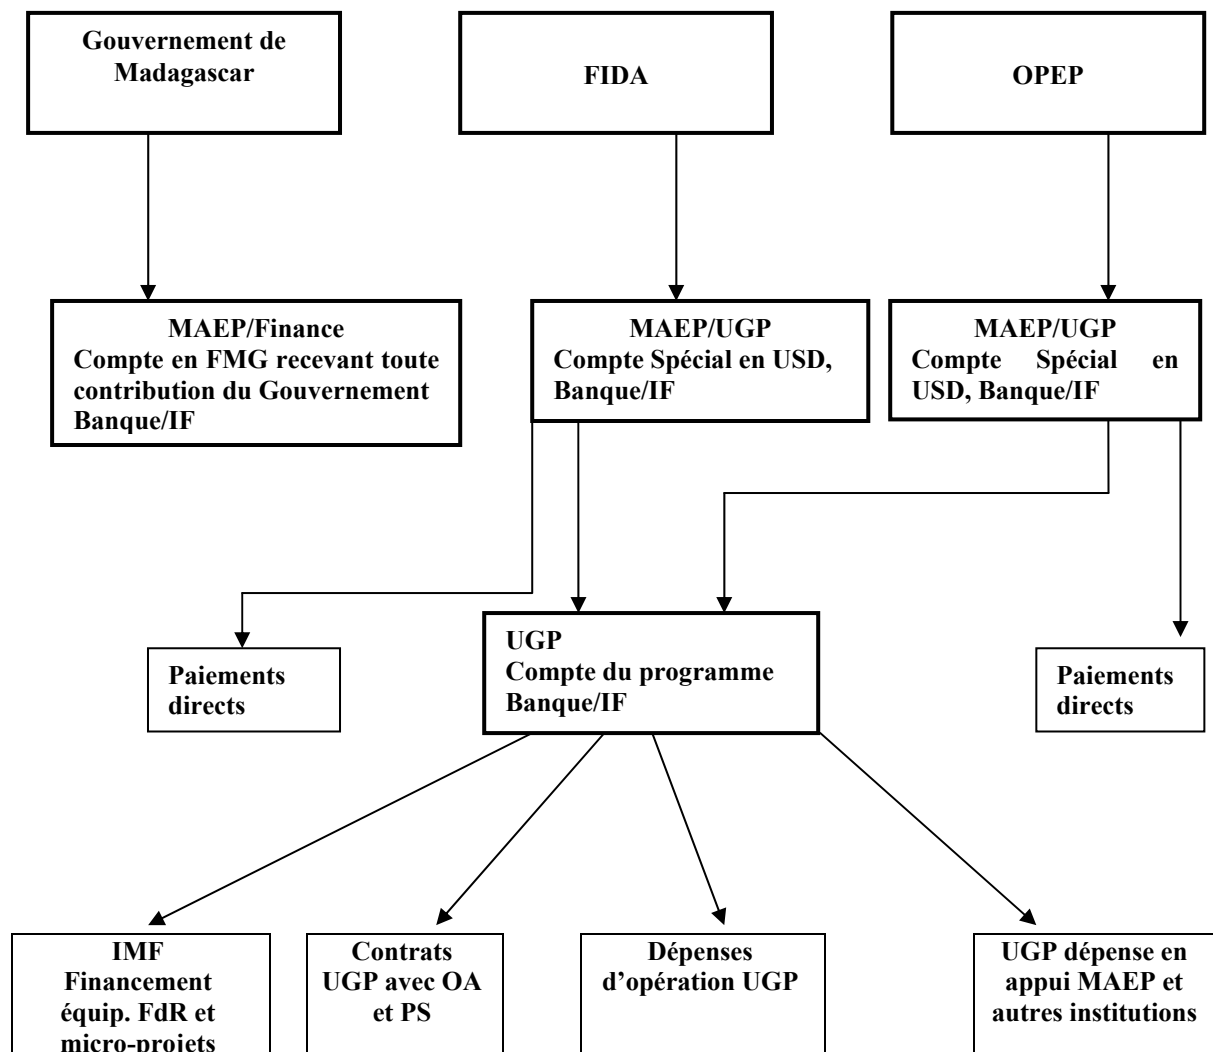 Gouvernement de
Madagascar
FIDA
OPEP
MAEP/Finance
Compte en FMG recevant toute
contribution du Gouvernement
Banque/IF
MAEP/UGP
Compte Spécial en USD,
Banque/IF
MAEP/UGP
Compte Spécial en
USD, Banque/IF
Paiements
directs
UGP
Compte du programme
Banque/IF
Paiements
directs
IMF
Financement
équip. FdR et
micro-projets
Contrats
UGP avec OA
et PS
Dépenses
d’opération UGP
UGP dépense en
appui MAEP et
autres institutions